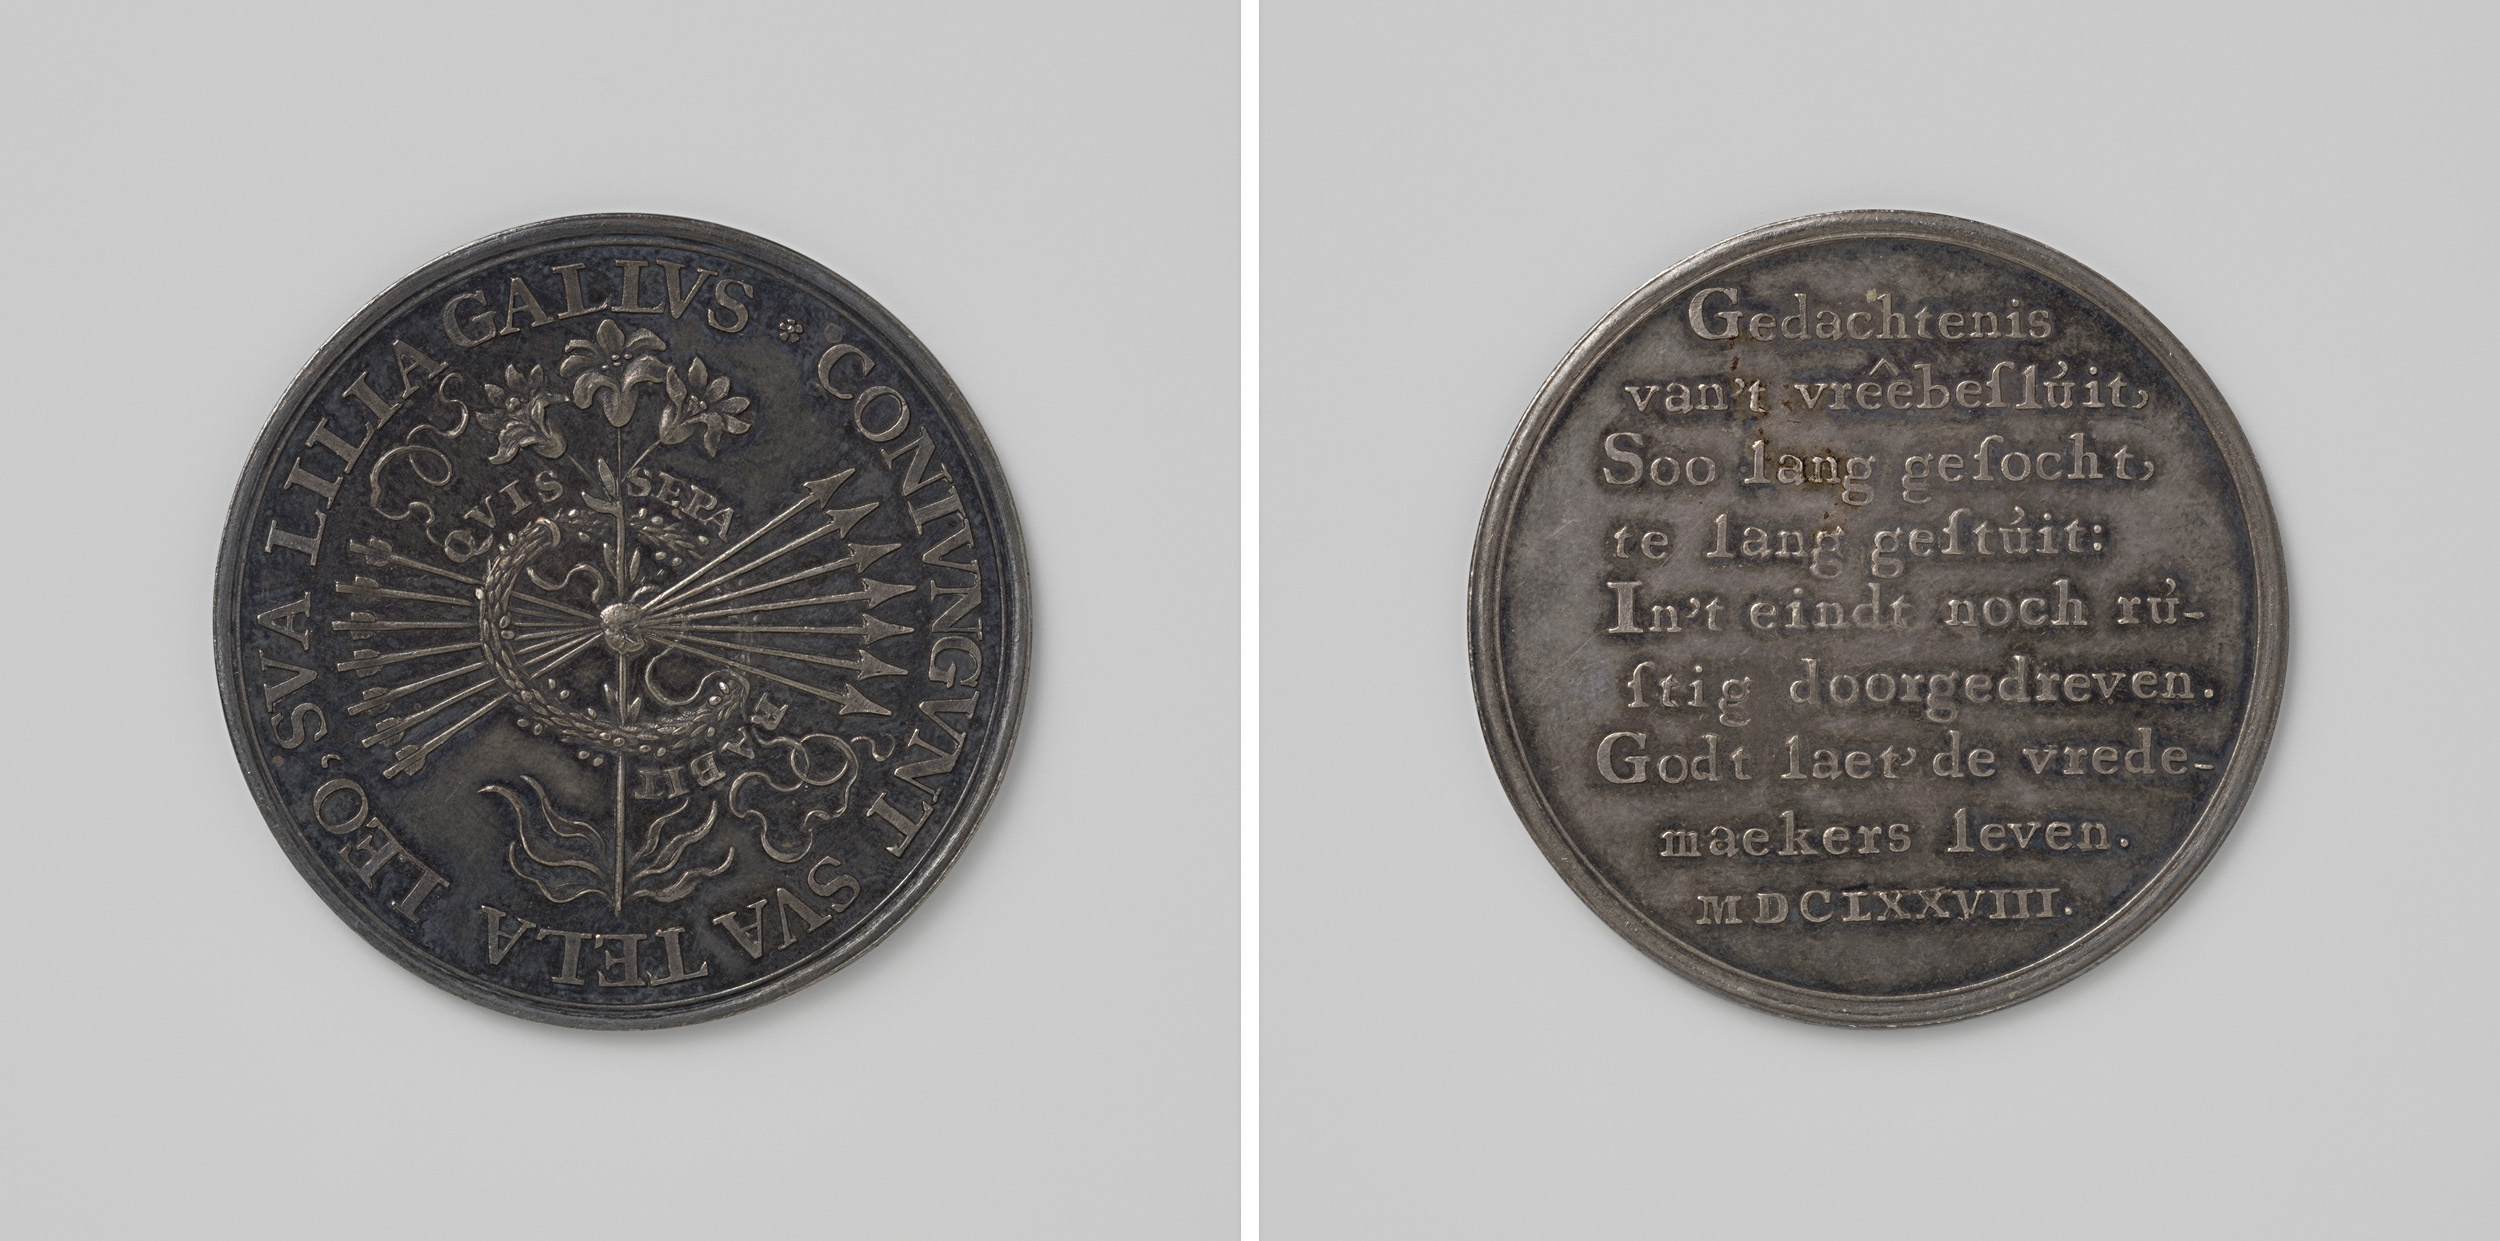 CONIVNGVNT SVA TELA LEO, SVA LILIA GALLVS
QVIS SEPA
RABIT
Gedachtenis
van't vrêêbeſlúit,
Soo lang geſocht,
te lang geſtúit:
In't eindt noch rú-
ſtig doorgedreven.
Godt laet' de vrede-
maekers leven.
MDCLXXVIII.